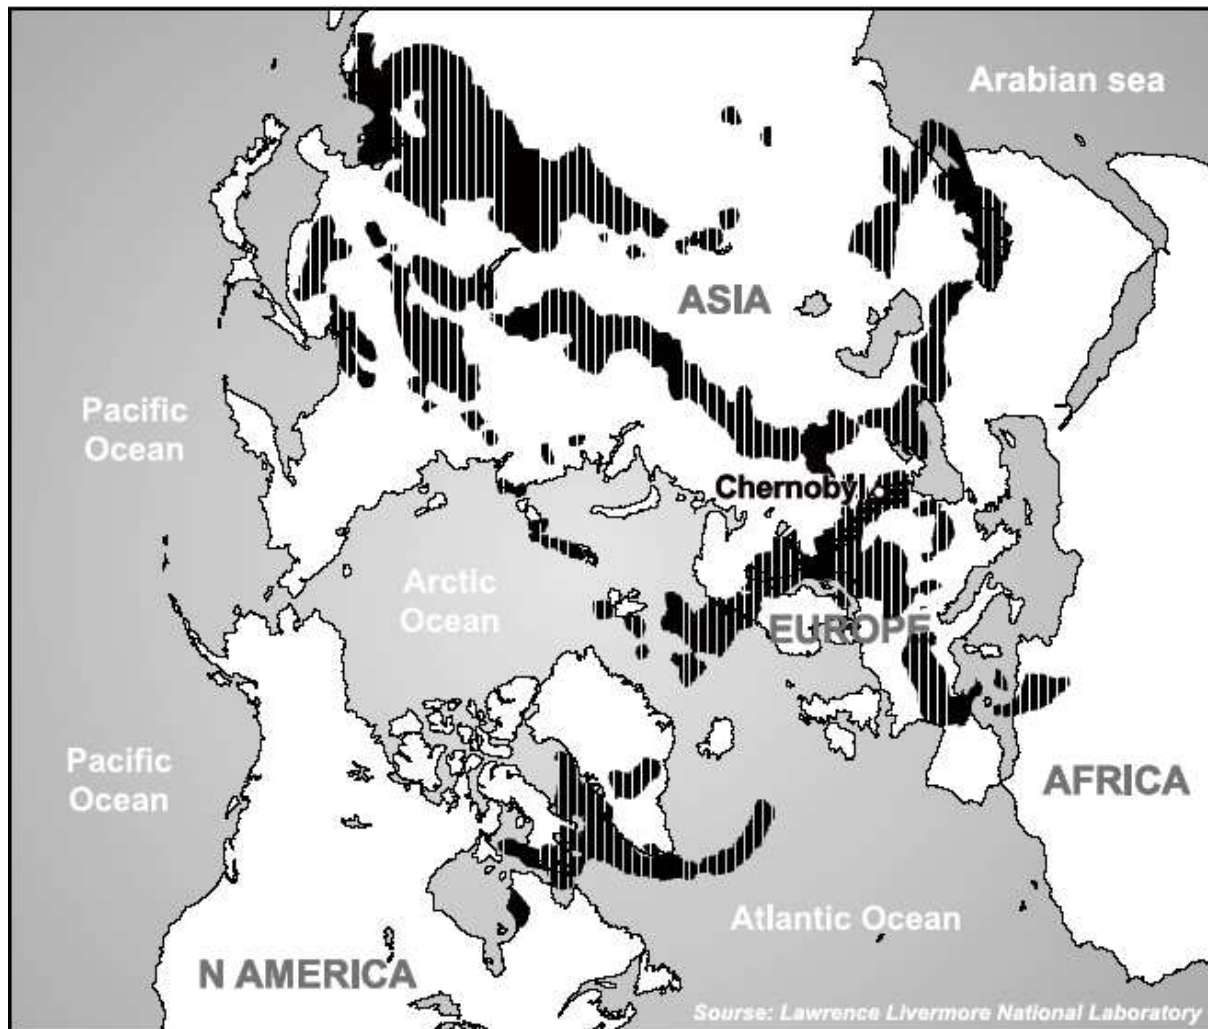 Arabian sea
ASIA
Pacific
Ocean
Chernobyl
Arctic
Ocean
EUROPE
Pacific
Ocean
AFRICA
Atlantic Ocean
N AMERICA
Sourse: Lawrence Livermore National Laboratory